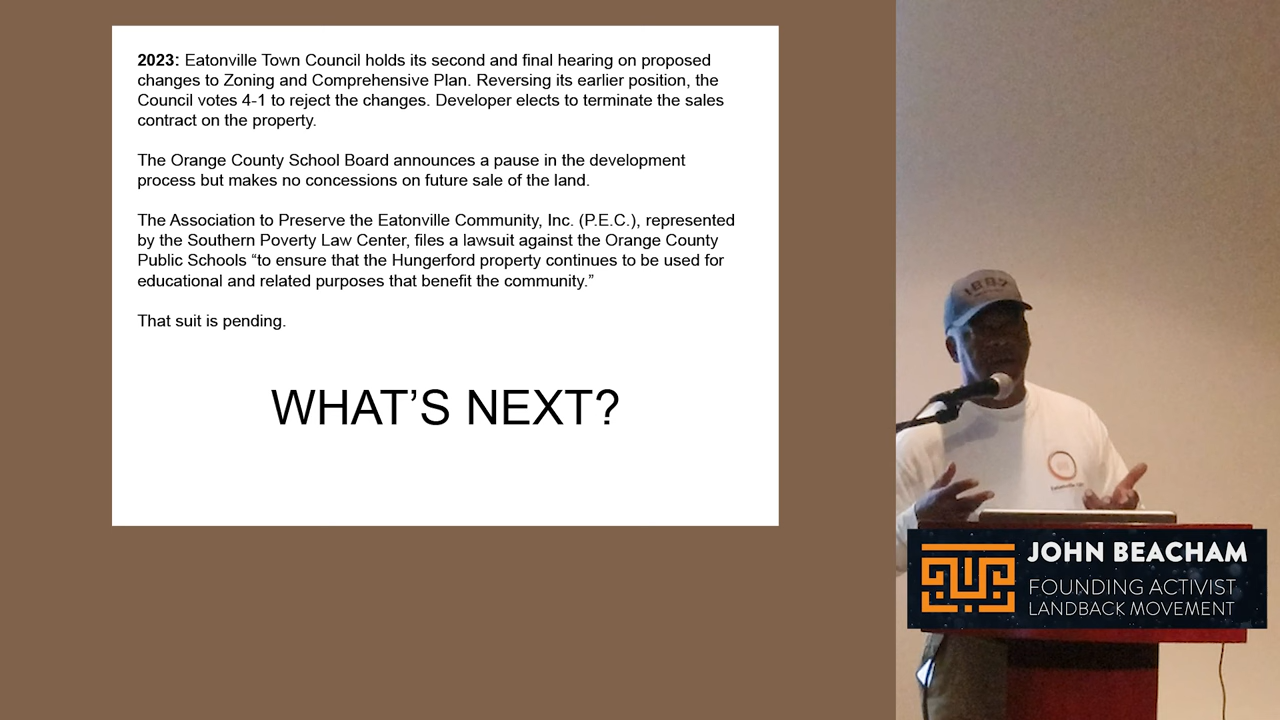 2023: Eatonville Town Council holds its second and final hearing on proposed
changes to Zoning and Comprehensive Plan. Reversing its earlier position, the
Council votes 4-1 to reject the changes. Developer elects to terminate the sales
contract on the property.
The Orange County School Board announces a pause in the development
process but makes no concessions on future sale of the land.
The Association to Preserve the Eatonville Community, Inc. (P.E.C.), represented
by the Southern Poverty Law Center, files a lawsuit against the Orange County
Public Schools “to ensure that the Hungerford property continues to be used for
educational and related purposes that benefit the community.”
That suit is pending.
WHAT’S NEXT?
1887
JOHN BEACHAM
FOUNDING ACTIVIST
LANDBACK MOVEMENT